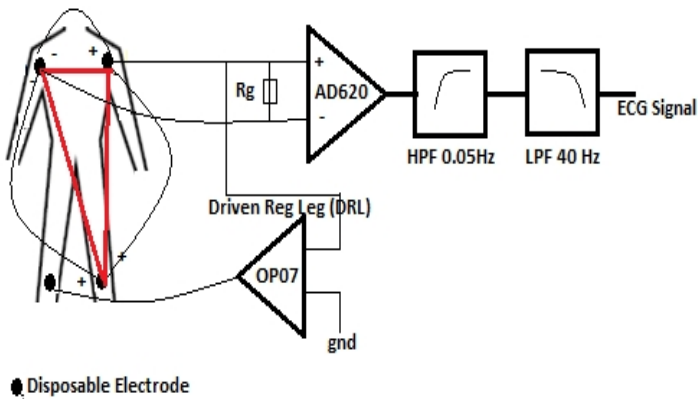 - +
+
Rg
AD620
-
HPF 0.05Hz
LPF 40 Hz
ECG Signal
Driven Reg Leg (DRL)
-
+
+
OP07
gnd
Disposable Electrode